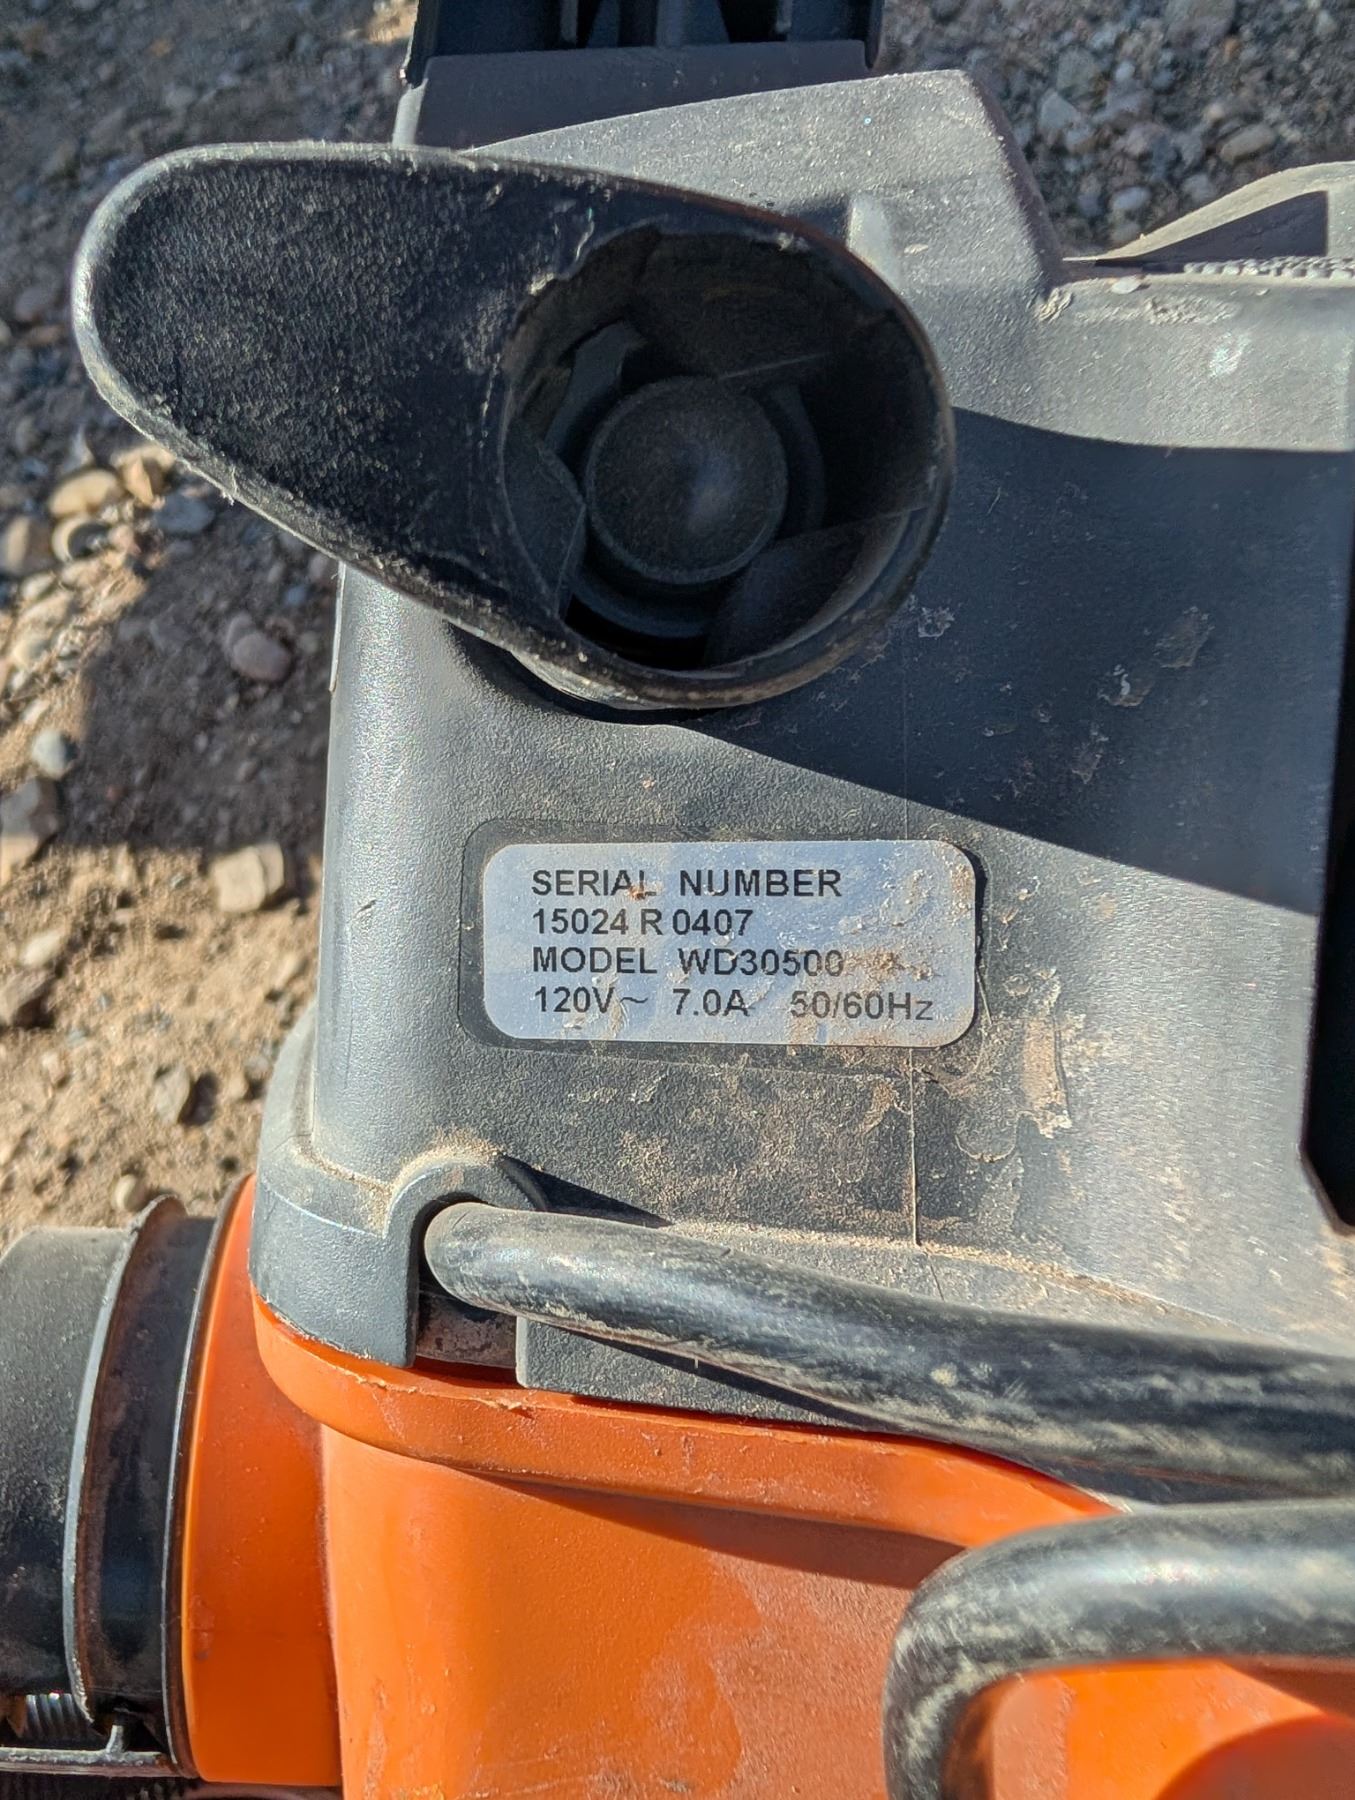 SERIAL NUMBER
15024 R 0407
MODEL WD30500
120V~ 7.0A 50/60Hz